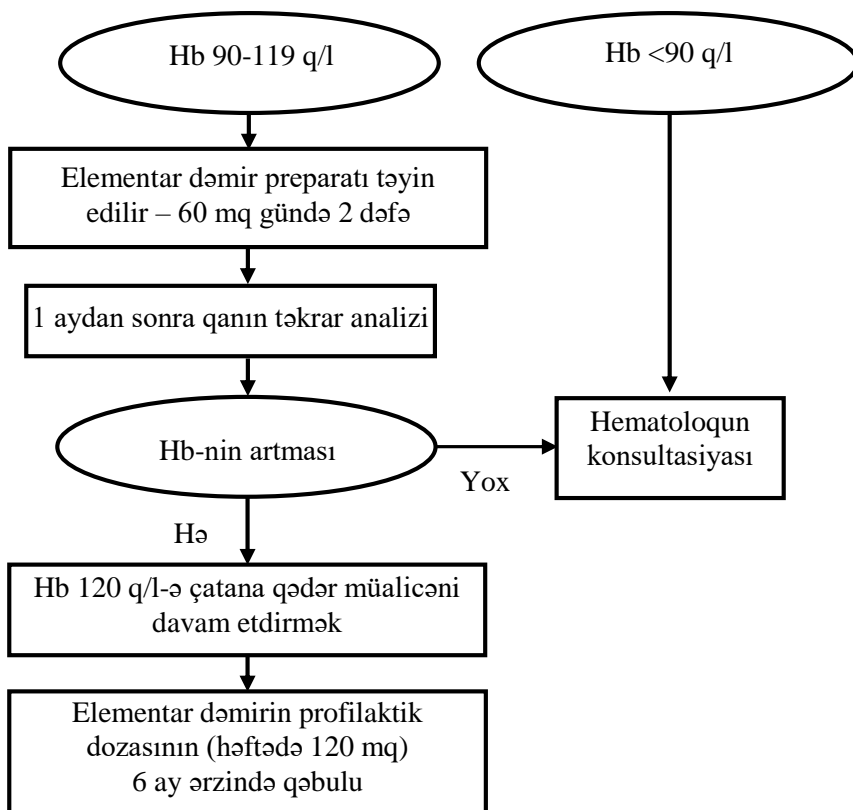 Hb 90-119 q/l
Hb <90 q/l
Elementar dəmir preparatı təyin
edilir – 60 mq gündə 2 dəfə
1 aydan sonra qanın təkrar analizi
Hb-nin artması
Yox
Hematoloqun
konsultasiyası
Hə
Hb 120 q/l-ə çatana qədər müalicəni
davam etdirmək
Elementar dəmirin profilaktik
dozasının (həftədə 120 mq)
6 ay ərzində qəbulu